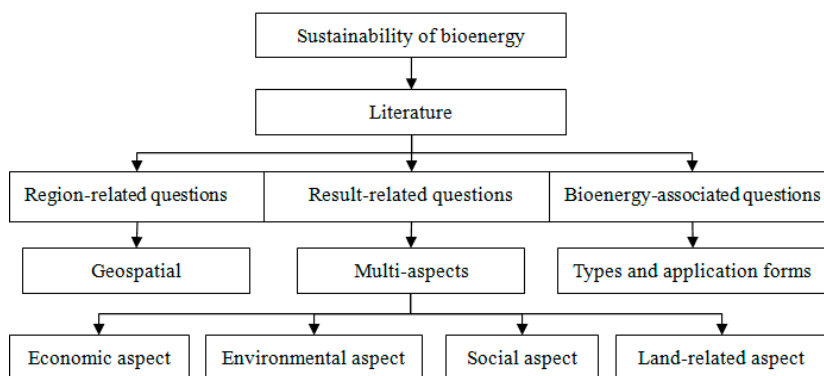 Sustainability of bioenergy
Literature
Region-related questions
Result-related questions
Bioenergy-associated questions
Geospatial
Multi-aspects
Types and application forms
Economic aspect
Environmental aspect
Social aspect
Land-related aspect